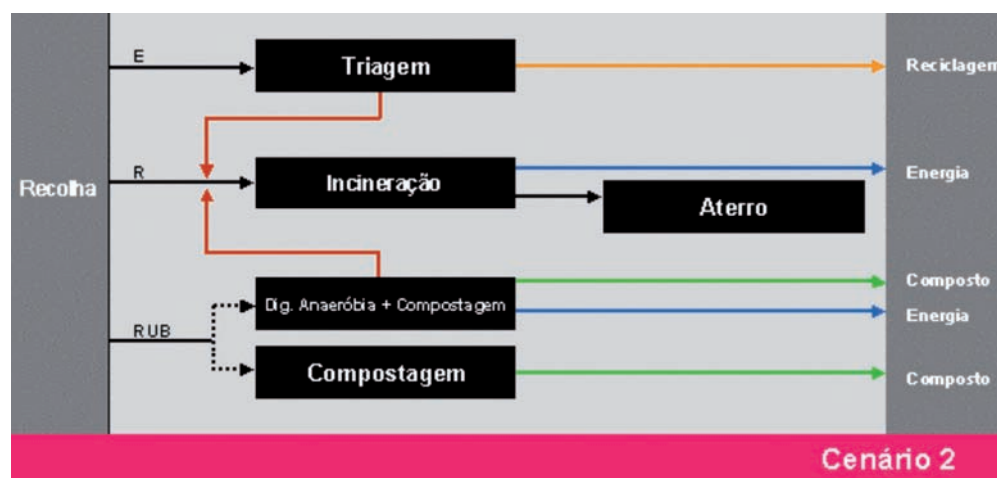 E
Triagem
Reciclagem
Recolha
R
Incineração
Energia
Aterro
RUB
Dig. Anaeróbia + Compostagem
Composto
Energia
Compostagem
Composto
Cenário 2